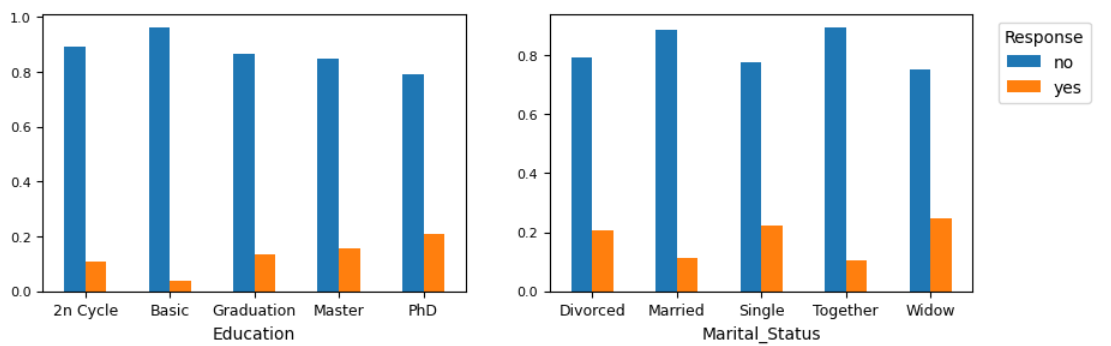 1.0
0.8
0.6
0.4
0.2
0.0
2n Cycle Basic Graduation Master PhD
Education
0.8
0.6
0.4
0.2
0.0
Divorced Married Single Together Widow
Marital_Status
Response
no
yes